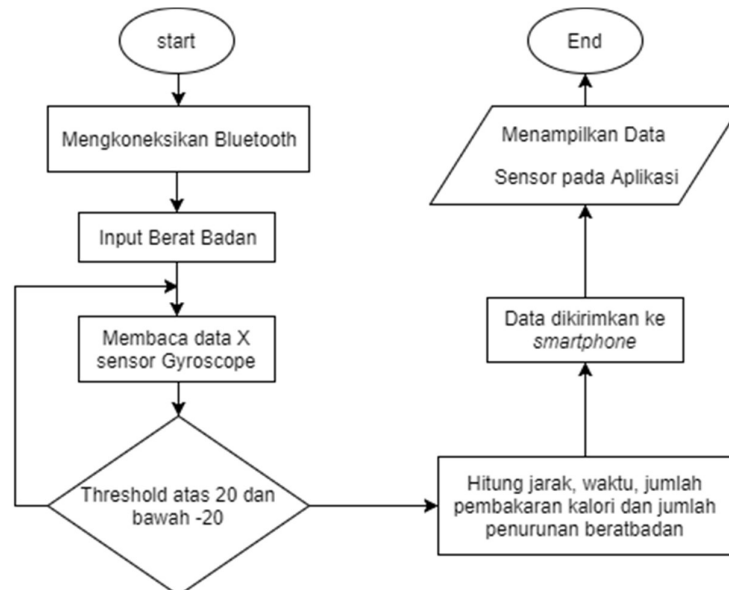 start
Mengkoneksikan Bluetooth
Input Berat Badan
Membaca data X
sensor Gyroscope
Threshold atas 20 dan
bawah -20
Hitung jarak, waktu, jumlah
pembakaran kalori dan jumlah
penurunan beratbadan
Data dikirimkan ke
smartphone
Menampilkan Data
Sensor pada Aplikasi
End